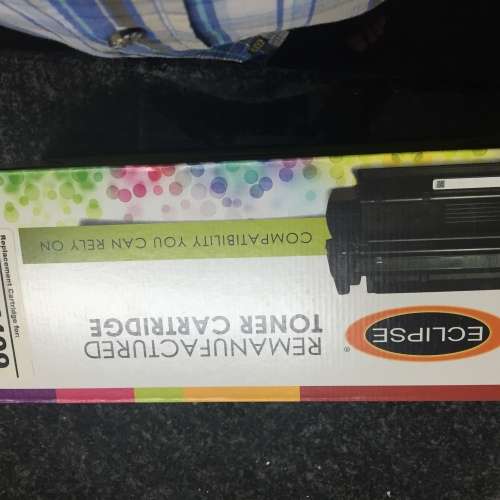 ECLIPSE
®
REMANUFACTURED
TONER CARTRIDGE
COMPATIBILITY YOU CAN RELY ON
Replacement Cartridge for: